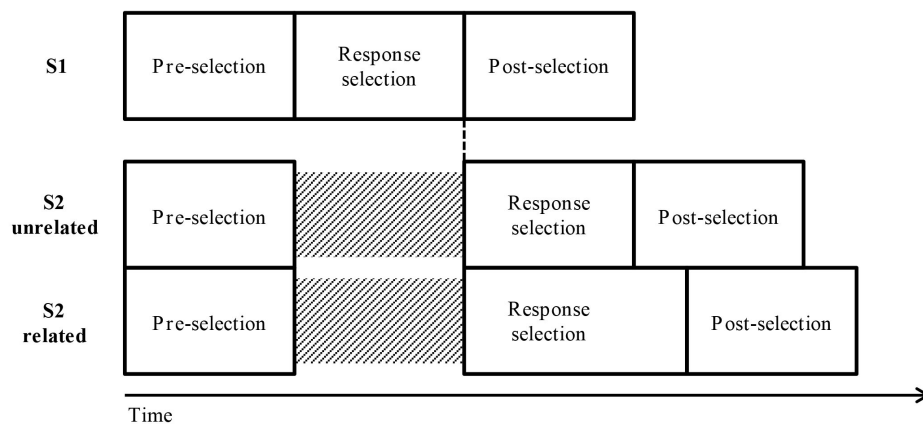 S1
Pre-selection
Response
selection
Post-selection
S2
unrelated
Pre-selection
Response
selection
Post-selection
S2
related
Pre-selection
Response
selection
Post-selection
Time